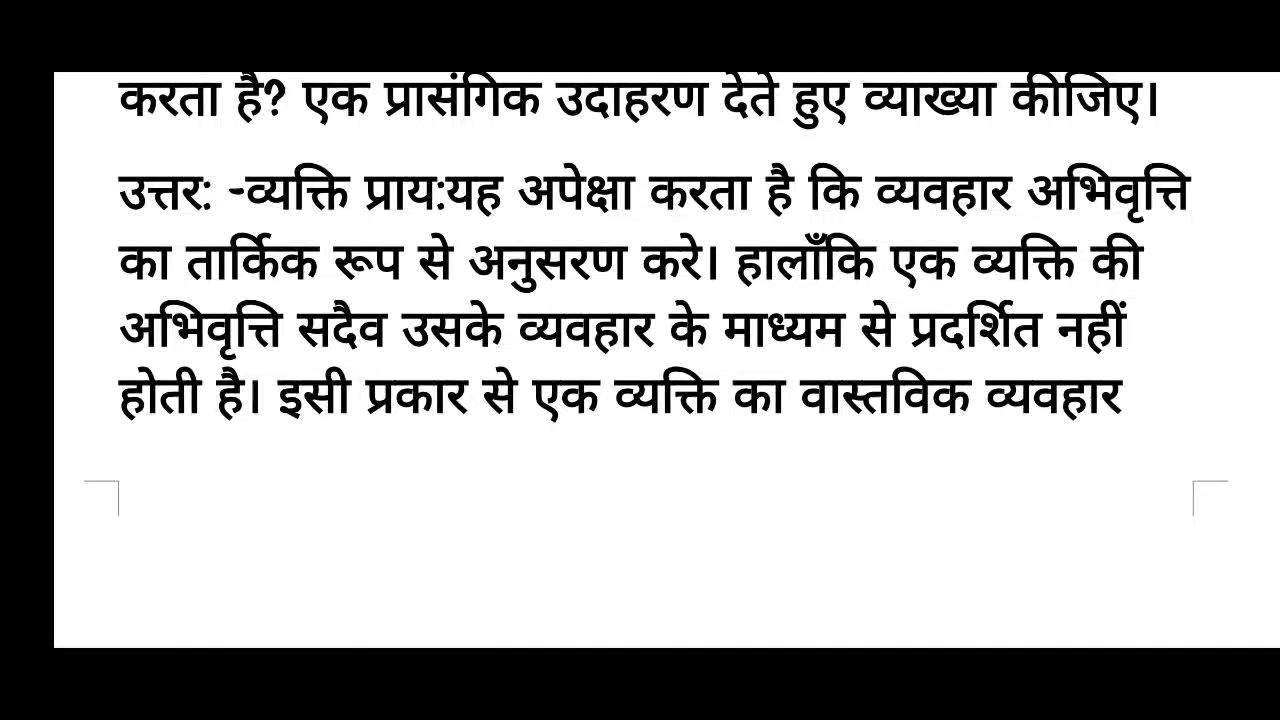 करता है? एक प्रासंगिक उदाहरण देते हुए व्याख्या कीजिए।
उत्तर: -व्यक्ति प्राय:यह अपेक्षा करता है कि व्यवहार अभिवृत्ति
का तार्किक रूप से अनुसरण करे। हालाँकि एक व्यक्ति की
अभिवृत्ति सदैव उसके व्यवहार के माध्यम से प्रदर्शित नहीं
होती है। इसी प्रकार से एक व्यक्ति का वास्तविक व्यवहार